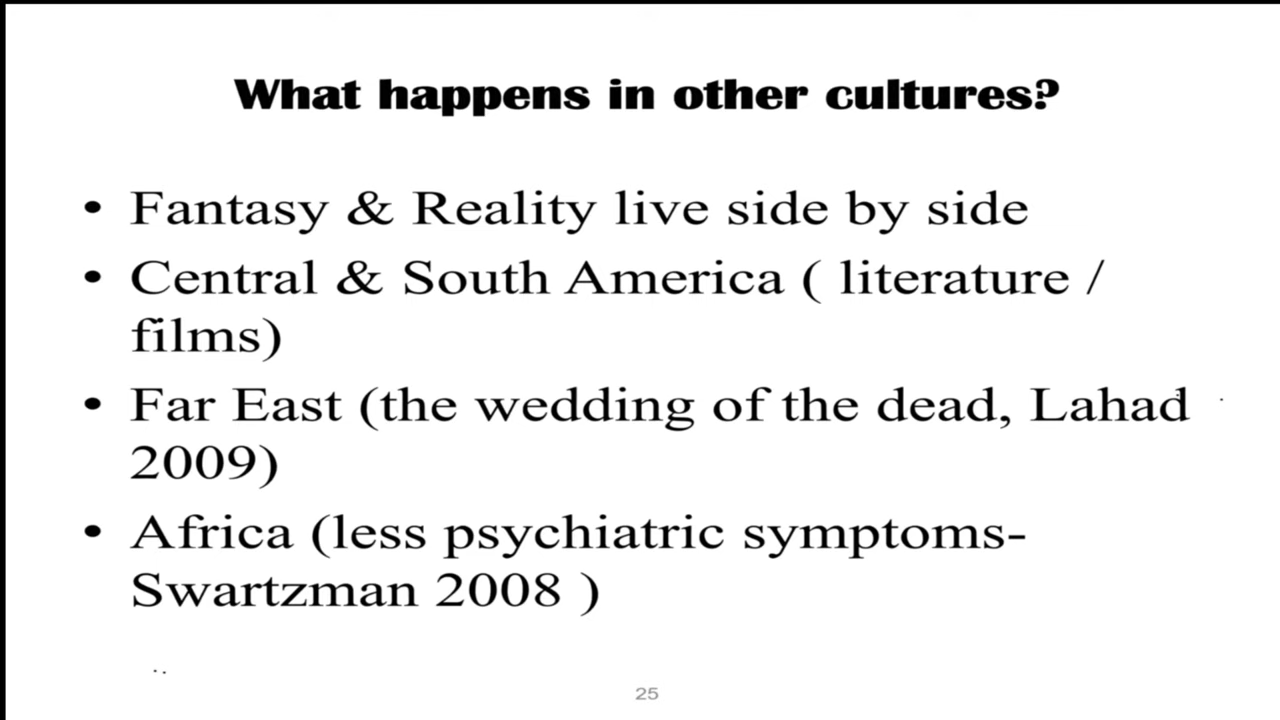 What happens in other cultures?
• Fantasy & Reality live side by side
• Central & South America ( literature /
films)
• Far East (the wedding of the dead, Lahad
2009)
• Africa (less psychiatric symptoms-
Swartzman 2008 )
25